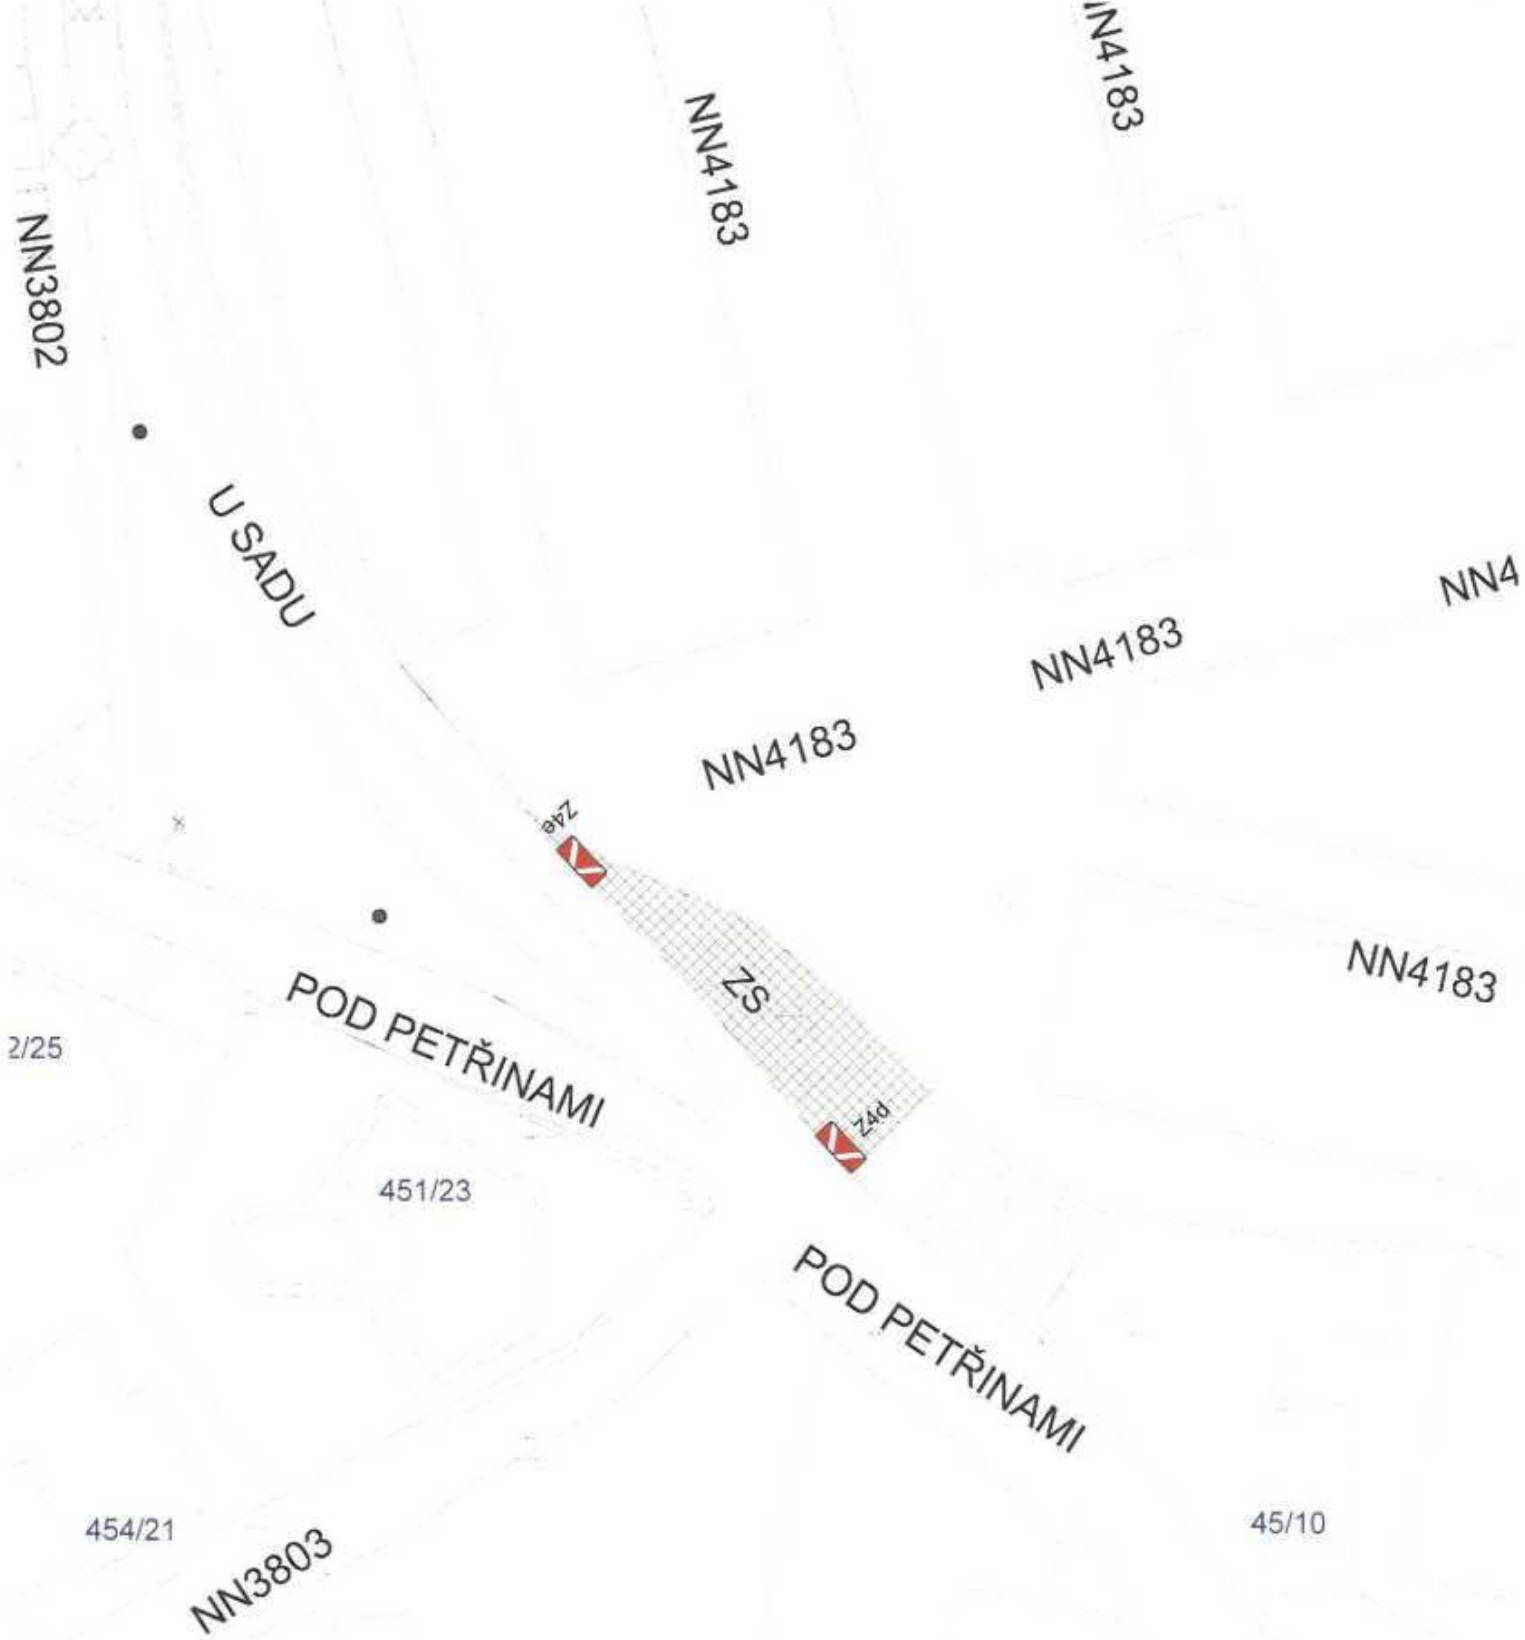 NN4183
NN4183
NN3802
U SADU
NN4
NN4183
NN4183
Z4e
NN4183
ZS
POD PETŘINAMI
2/25
Z4d
451/23
POD PETŘINAMI
454/21
45/10
NN3803